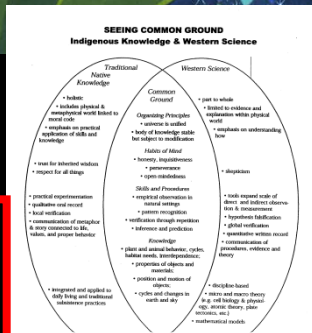 SEEING COMMON GROUND
Indigenous Knowledge & Western Science
Traditional
Native
Knowledge
• holistic
• includes physical &
metaphysical world linked to
moral code
• emphasis on practical
application of skills and
knowledge
• trust for inherited wisdom
• respect for all things
• practical experimentation
• qualitative oral record
• local verification
• communication of metaphor
& story connected to life,
values, and proper behavior
• integrated and applied to
daily living and traditional
subsistence practices
Common
Ground
Organizing Principles
• universe is unified
• body of knowledge stable
but subject to modification
Habits of Mind
• honesty, inquisitiveness
• perseverance
• open-mindedness
Skills and Procedures
• empirical observation in
natural settings
• pattern recognition
• verification through repetition
• inference and prediction
Knowledge
• plant and animal behavior, cycles,
habitat needs, interdependence;
• properties of objects and
materials;
• position and motion of
objects;
• cycles and changes in
earth and sky
Western Science
• part to whole
• limited to evidence and
explanation within physical
world
• emphasis on understanding
how
• skepticism
• tools expand scale of
direct and indirect observa-
tion & measurement
• hypothesis falsification
• global verification
• quantitative written record
• communication of
procedures, evidence and
theory
• discipline-based
• micro and macro theory
(e.g. cell biology & physiol-
ogy, atomic theory, plate
tectonics, etc.)
• mathematical models